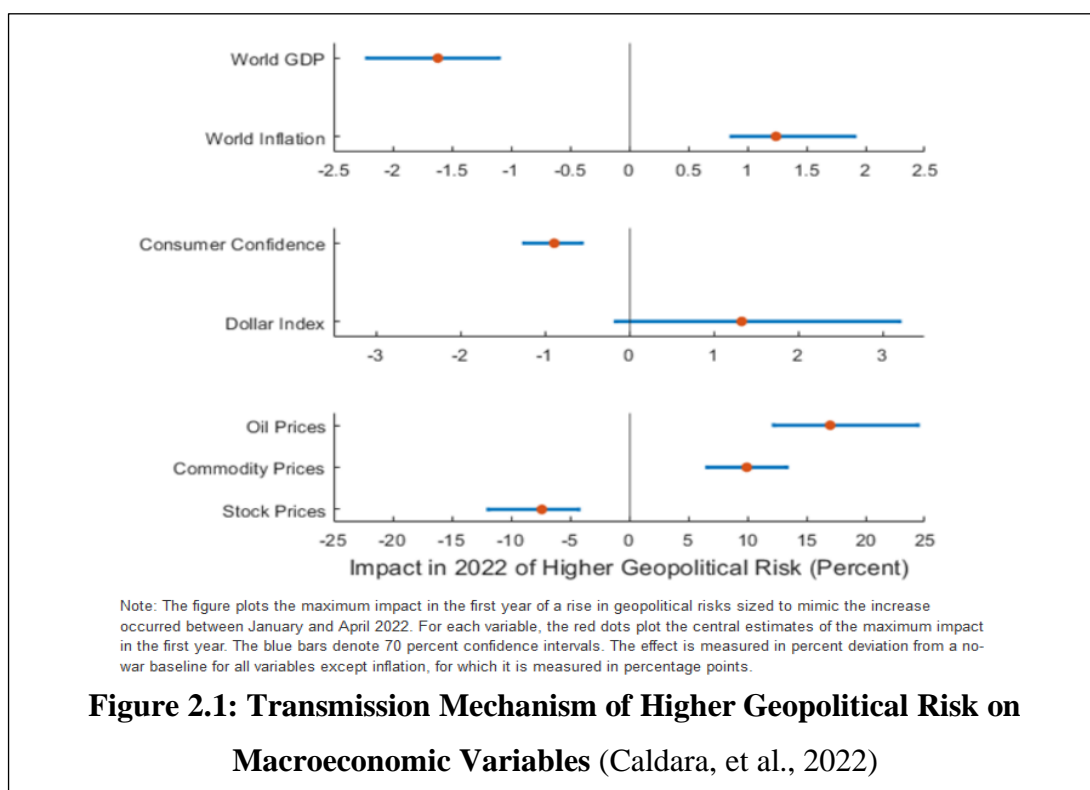 World GDP
World Inflation
-2.5 -2 -1.5 -1 -0.5 0 0.5 1 1.5 2 2.5
Consumer Confidence
Dollar Index
-3 -2 -1 0 1 2 3
Oil Prices
Commodity Prices
Stock Prices
-25 -20 -15 -10 -5 0 5 10 15 20 25
Impact in 2022 of Higher Geopolitical Risk (Percent)
Note: The figure plots the maximum impact in the first year of a rise in geopolitical risks sized to mimic the increase
occurred between January and April 2022. For each variable, the red dots plot the central estimates of the maximum impact
in the first year. The blue bars denote 70 percent confidence intervals. The effect is measured in percent deviation from a no-
war baseline for all variables except inflation, for which it is measured in percentage points.
Figure 2.1: Transmission Mechanism of Higher Geopolitical Risk on
Macroeconomic Variables (Caldara, et al., 2022)